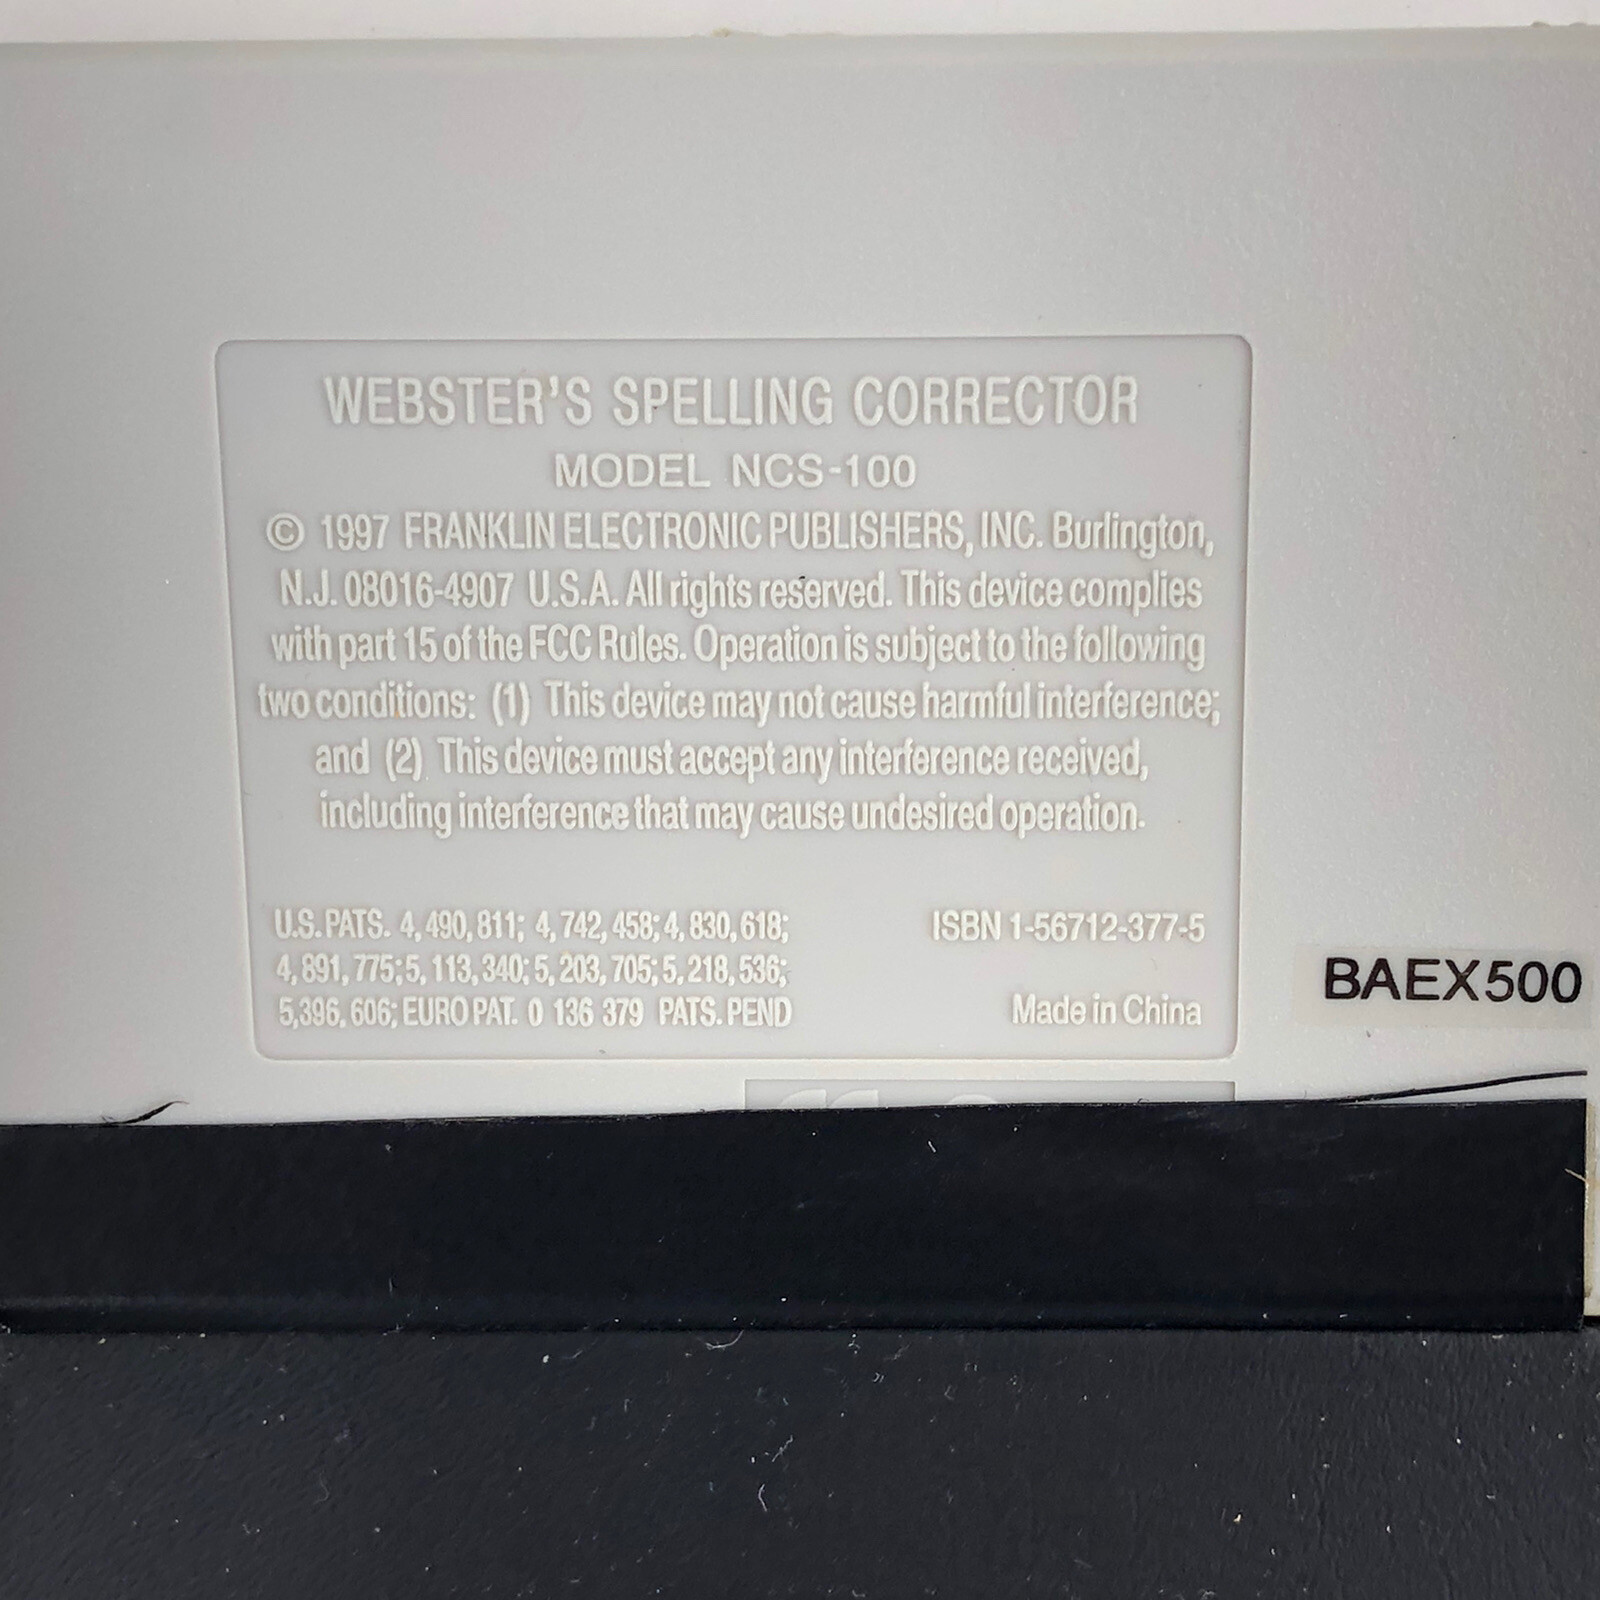 WEBSTER'S SPELLING CORRECTOR
MODEL NCS-100
© 1997 FRANKLIN ELECTRONIC PUBLISHERS, INC. Burlington,
N.J. 08016-4907 U.S.A. All rights reserved. This device complies
with part 15 of the FCC Rules. Operation is subject to the following
two conditions: (1) This device may not cause harmful interference;
and (2) This device must accept any interference received,
including interference that may cause undesired operation.
U.S. PATS. 4,490,811; 4,742,458; 4,830,618;
4,891,775; 5,113,340; 5,203,705; 5,218,536;
5,396,606; EURO PAT. 0 136 379 PATS. PEND
ISBN 1-56712-377-5
Made in China
BAEX500